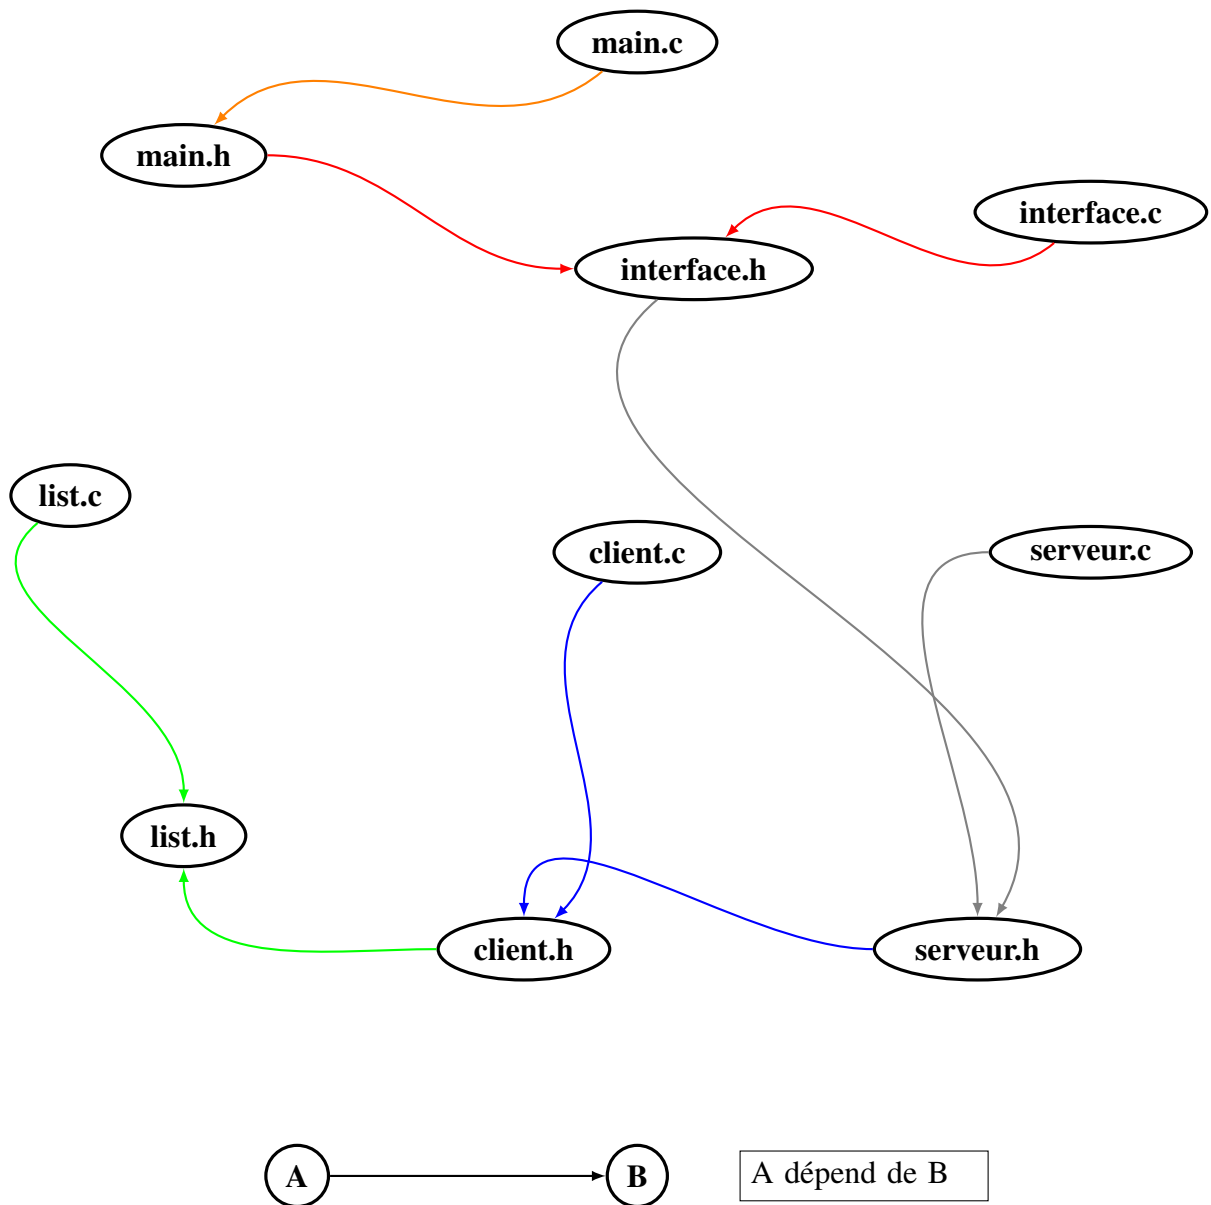 main.c
main.h
interface.c
interface.h
list.c
client.c
serveur.c
list.h
client.h
serveur.h
A
B
A dépend de B